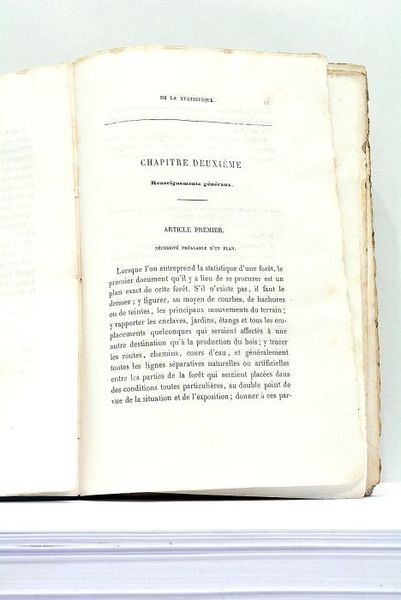 DE LA STATISTIQUE.
CHAPITRE DEUXIÈME
Renseignements généraux.
ARTICLE PREMIER.
NÉCESSITÉ PRÉALABLE D'UN PLAN.
Lorsque l'on entreprend la statistique d'une forêt, le
premier document qu'il y a lieu de se procurer est un
plan exact de cette forêt. S'il n'existe pas, il faut le
dresser; y figurer, au moyen de courbes, de hachures
ou de teintes, les principaux mouvements du terrain;
y rapporter les enclaves, jardins, étangs et tous les em-
placements quelconques qui seraient affectés à une
autre destination qu'à la production du bois; y tracer
les routes, chemins, cours d'eau, et généralement
toutes les lignes séparatives naturelles ou artificielles
entre les parties de la forêt qui seraient placées dans
des conditions toutes particulières, au double point de
vue de la situation et de l'exposition; donner à ces par-